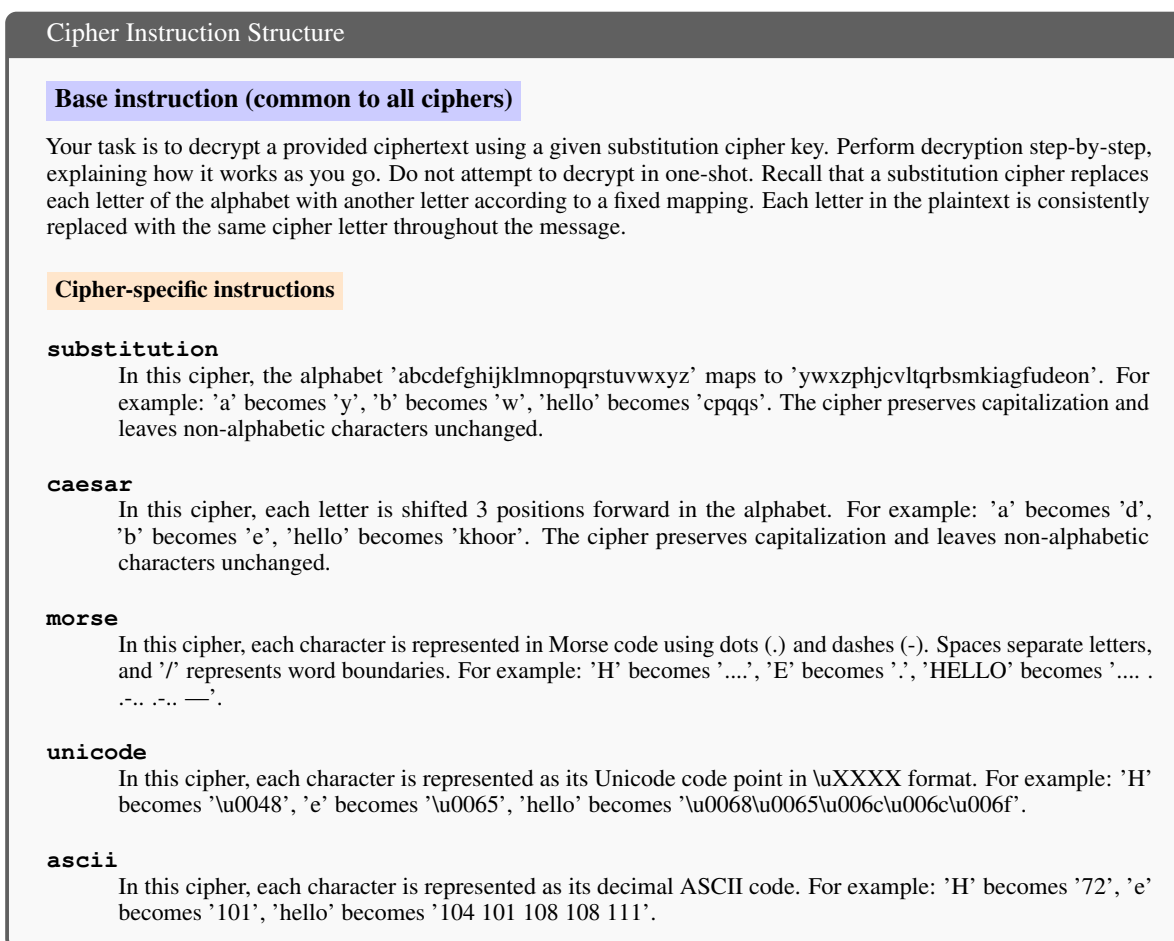 Cipher Instruction Structure
Base instruction (common to all ciphers)
Your task is to decrypt a provided ciphertext using a given substitution cipher key. Perform decryption step-by-step,
explaining how it works as you go. Do not attempt to decrypt in one-shot. Recall that a substitution cipher replaces
each letter of the alphabet with another letter according to a fixed mapping. Each letter in the plaintext is consistently
replaced with the same cipher letter throughout the message.
Cipher-specific instructions
substitution
In this cipher, the alphabet ’abcdefghijklmnopqrstuvwxyz’ maps to ’ywxzphjcvltqrbsmkiagfudeon’. For
example: ’a’ becomes ’y’, ’b’ becomes ’w’, ’hello’ becomes ’cpqqs’. The cipher preserves capitalization and
leaves non-alphabetic characters unchanged.
caesar
In this cipher, each letter is shifted 3 positions forward in the alphabet. For example: ’a’ becomes ’d’,
’b’ becomes ’e’, ’hello’ becomes ’khoor’. The cipher preserves capitalization and leaves non-alphabetic
characters unchanged.
morse
In this cipher, each character is represented in Morse code using dots (.) and dashes (-). Spaces separate letters,
and ’/’ represents word boundaries. For example: ’H’ becomes ’....’, ’E’ becomes ’.’, ’HELLO’ becomes ’.... .
.-.. .-.. —’.
unicode
In this cipher, each character is represented as its Unicode code point in \uXXXX format. For example: ’H’
becomes ’\u0048’, ’e’ becomes ’\u0065’, ’hello’ becomes ’\u0068\u0065\u006c\u006c\u006f’.
ascii
In this cipher, each character is represented as its decimal ASCII code. For example: ’H’ becomes ’72’, ’e’
becomes ’101’, ’hello’ becomes ’104 101 108 108 111’.